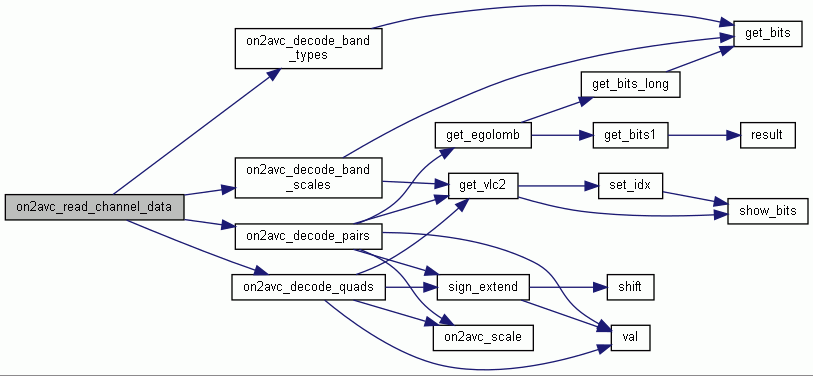 on2avc_read_channel_data
on2avc_decode_band
_types
on2avc_decode_band
_scales
on2avc_decode_pairs
on2avc_decode_quads
get_egolomb
get_vlc2
sign_extend
on2avc_scale
get_bits_long
get_bits1
set_idx
shift
val
get_bits
result
show_bits